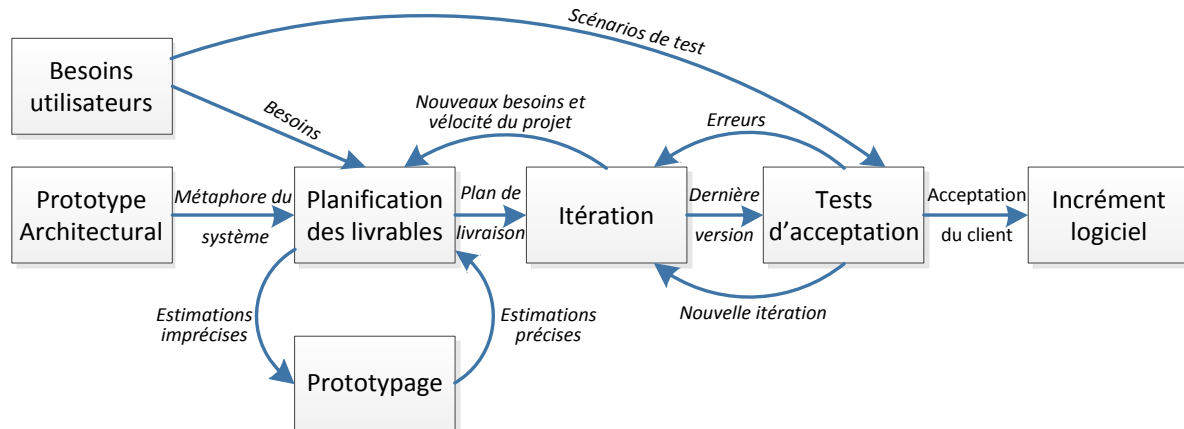 Scénarios de test
Besoins
utilisateurs
Besoins
Nouveaux besoins et
vélocité du projet
Erreurs
Prototype
Architectural
Métaphore du
système
Planification
des livrables
Plan de
livraison
Itération
Dernière
version
Tests
d'acceptation
Acceptation
du client
Incrément
logiciel
Estimations
imprécises
Estimations
précises
Nouvelle itération
Prototypage